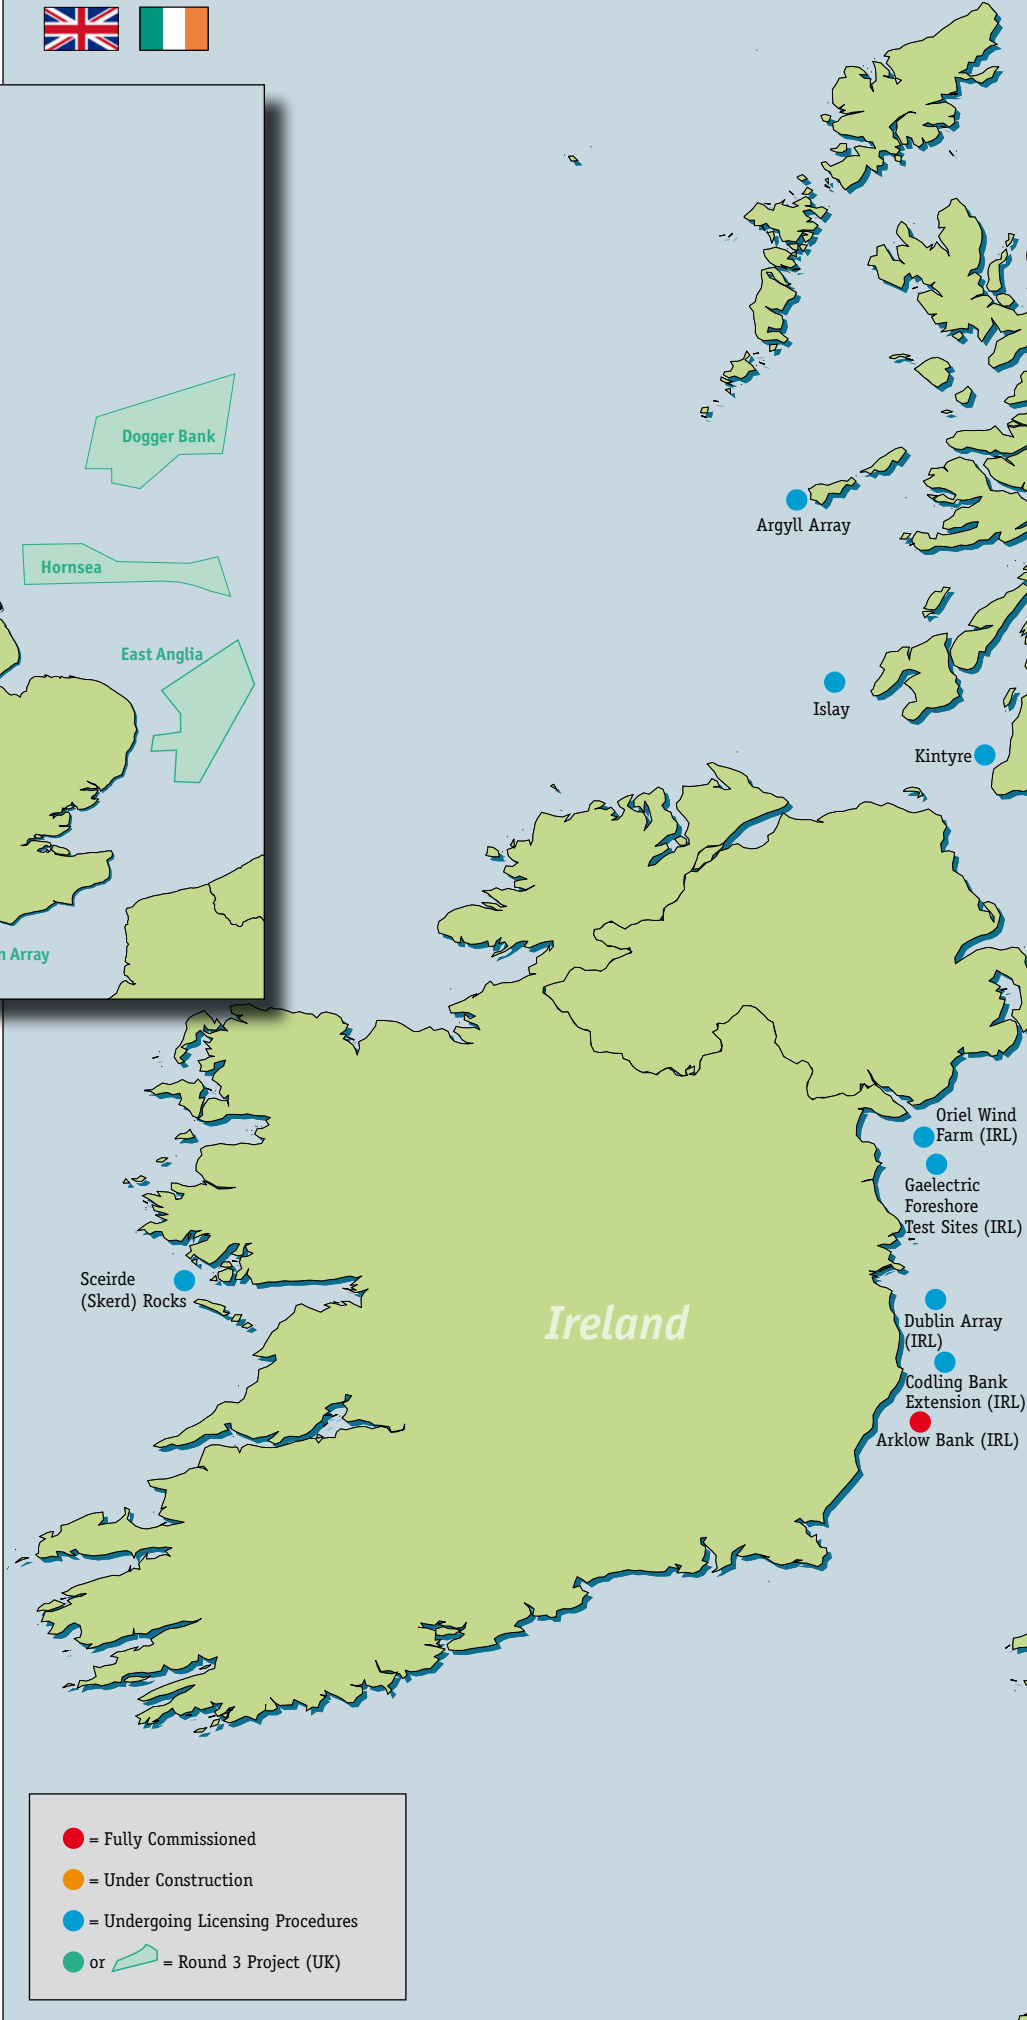 Dogger Bank
Hornsea
East Anglia
n Array
Argyll Array
Islay
Kintyre
Oriel Wind
Farm (IRL)
Gaelectric
Foreshore
Test Sites (IRL)
Sceirde
(Skerd) Rocks
Ireland
Dublin Array
(IRL)
Codling Bank
Extension (IRL)
Arklow Bank (IRL)
= Fully Commissioned
= Under Construction
= Undergoing Licensing Procedures
or = Round 3 Project (UK)